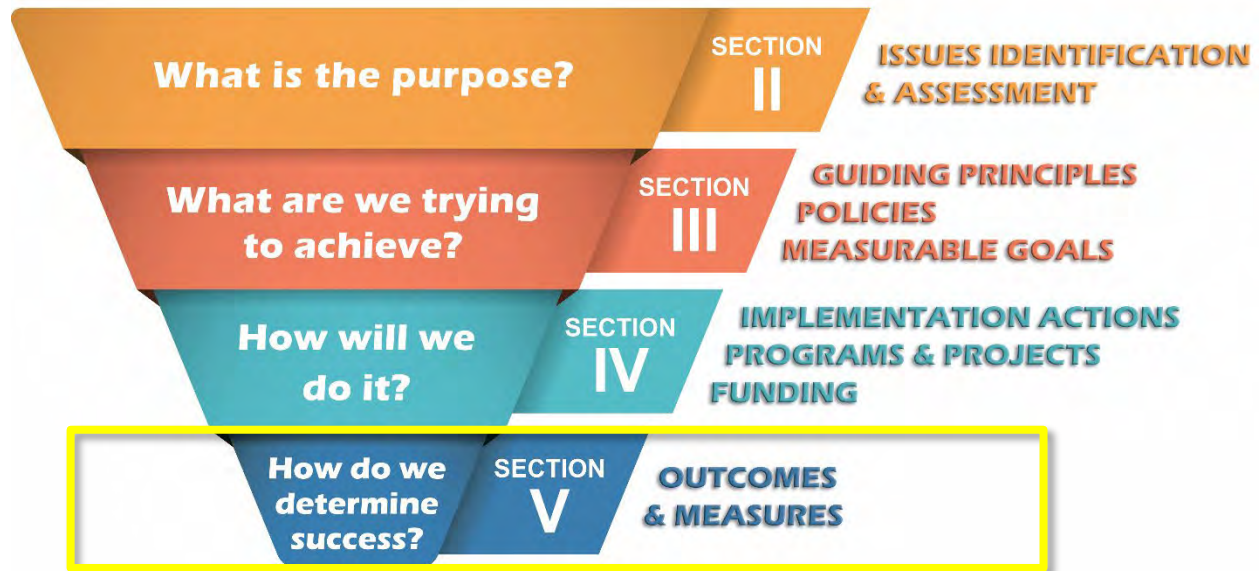 What is the purpose?
SECTION
II
ISSUES IDENTIFICATION
& ASSESSMENT
What are we trying
to achieve?
SECTION
III
GUIDING PRINCIPLES
POLICIES
MEASURABLE GOALS
How will we
do it?
SECTION
IV
IMPLEMENTATION ACTIONS
PROGRAMS & PROJECTS
FUNDING
How do we
determine
success?
SECTION
V
OUTCOMES
& MEASURES